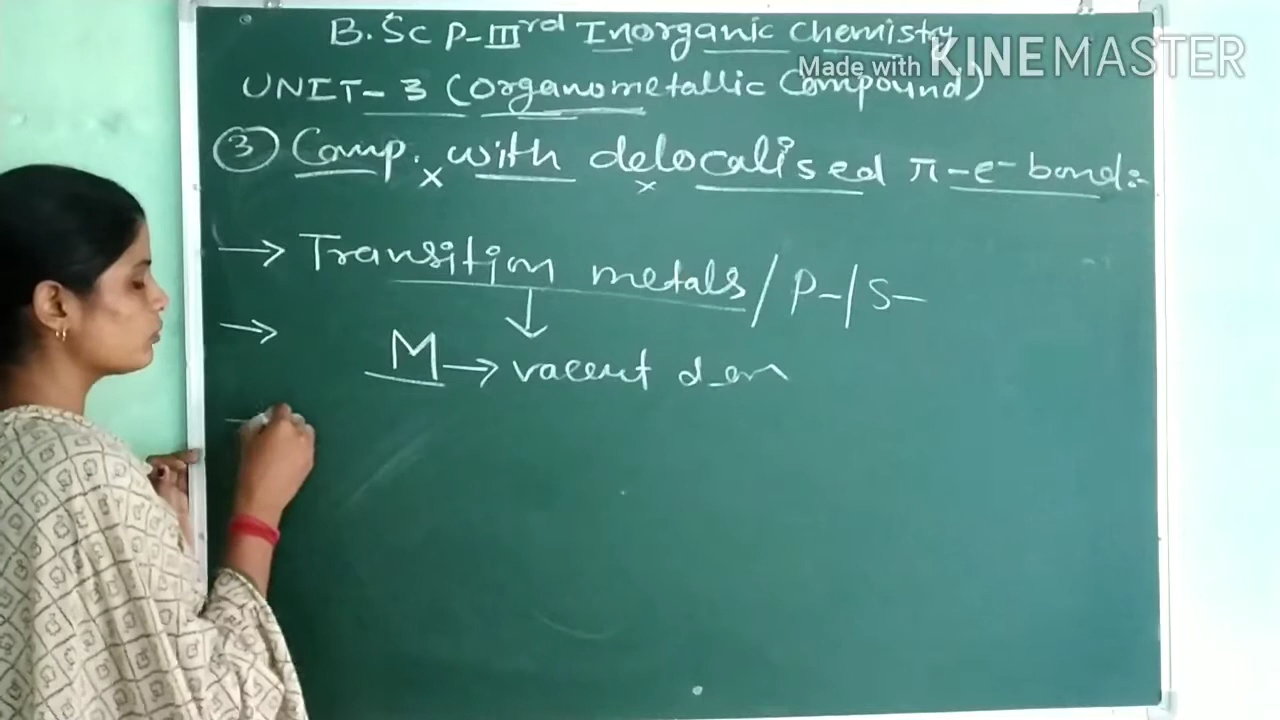 B.Sc P-IIIrd Inorganic Chemistry
Made with KINEMASTER
UNIT-3 (Organometallic Compound)
③ Comp. with delocalised π-e- bond:-
→ Transition metals / P-/ S-
→
M → vacent d-